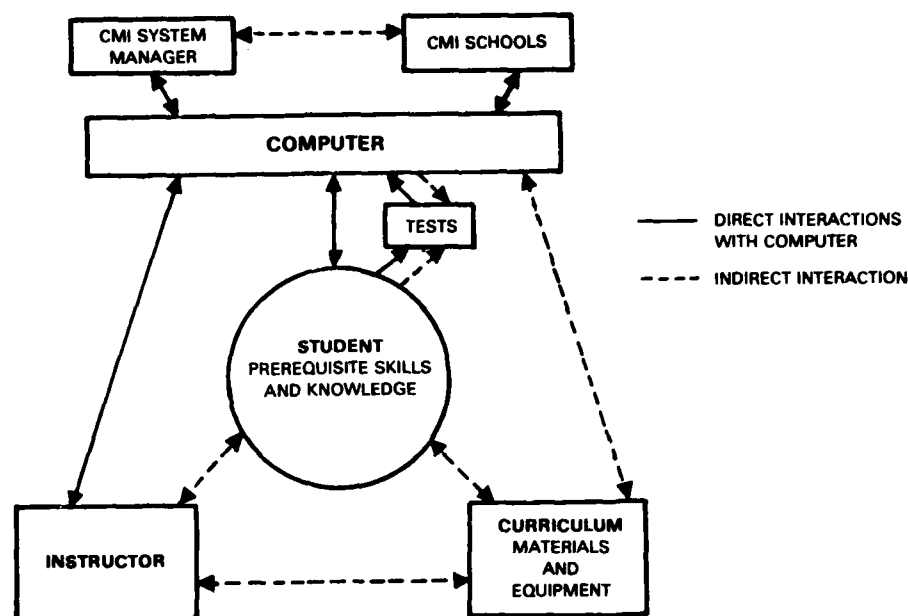 CMI SYSTEM
MANAGER
CMI SCHOOLS
COMPUTER
TESTS
DIRECT INTERACTIONS
WITH COMPUTER
INDIRECT INTERACTION
STUDENT
PREREQUISITE SKILLS
AND KNOWLEDGE
INSTRUCTOR
CURRICULUM
MATERIALS
AND
EQUIPMENT